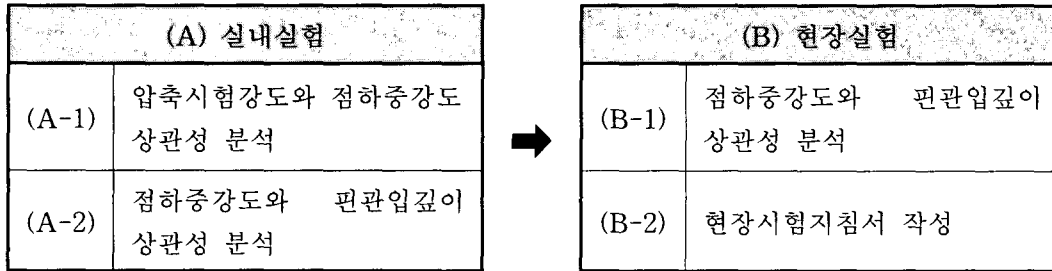 (A) 실내실험
(A-1)
압축시험강도와 점하중강도
상관성 분석
(A-2)
점하중강도와 핀관입깊이
상관성 분석
(B) 현장실험
(B-1)
점하중강도와 핀관입깊이
상관성 분석
(B-2)
현장시험지침서 작성